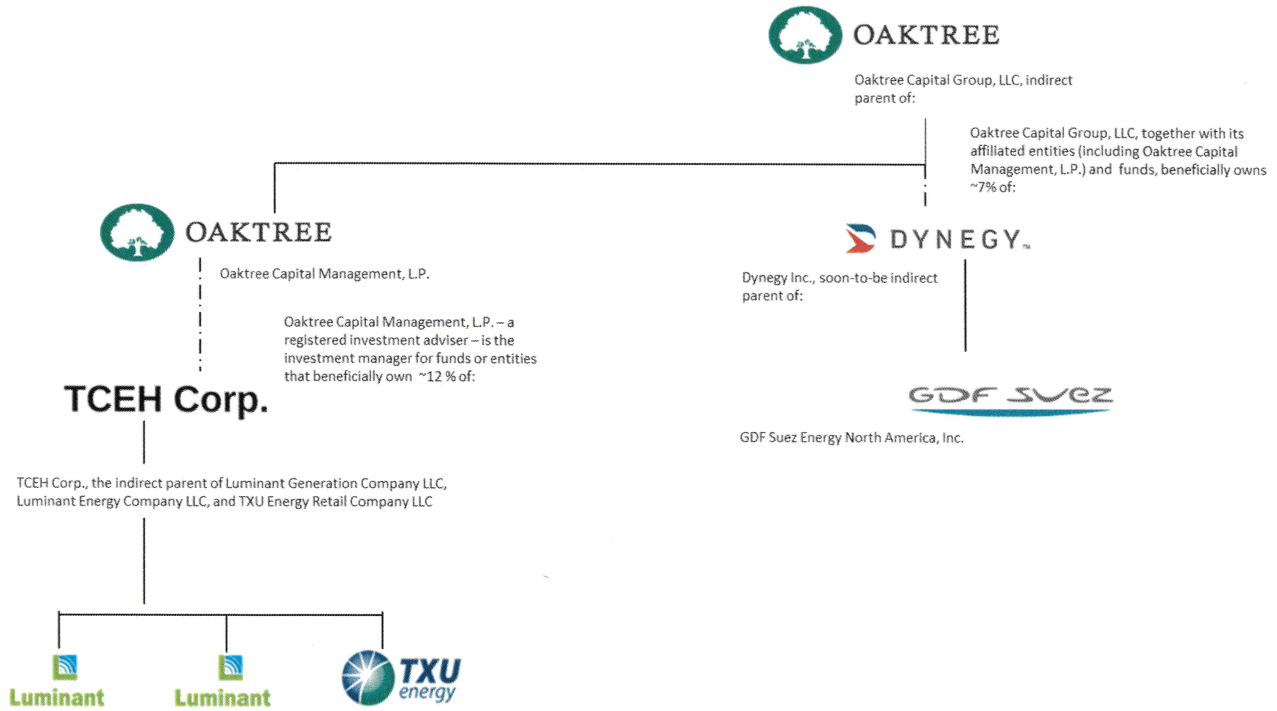 OAKTREE
Oaktree Capital Group, LLC, indirect
parent of:
Oaktree Capital Group, LLC, together with its
affiliated entities (including Oaktree Capital
Management, L.P.) and funds, beneficially owns
~7% of:
OAKTREE
Oaktree Capital Management, L.P.
Oaktree Capital Management, L.P. – a
registered investment adviser – is the
investment manager for funds or entities
that beneficially own ~12 % of:
DYNEGY™
Dynegy Inc., soon-to-be indirect
parent of:
TCEH Corp.
GDF SUEZ
GDF Suez Energy North America, Inc.
TCEH Corp., the indirect parent of Luminant Generation Company LLC,
Luminant Energy Company LLC, and TXU Energy Retail Company LLC
Luminant
Luminant
TXU
energy